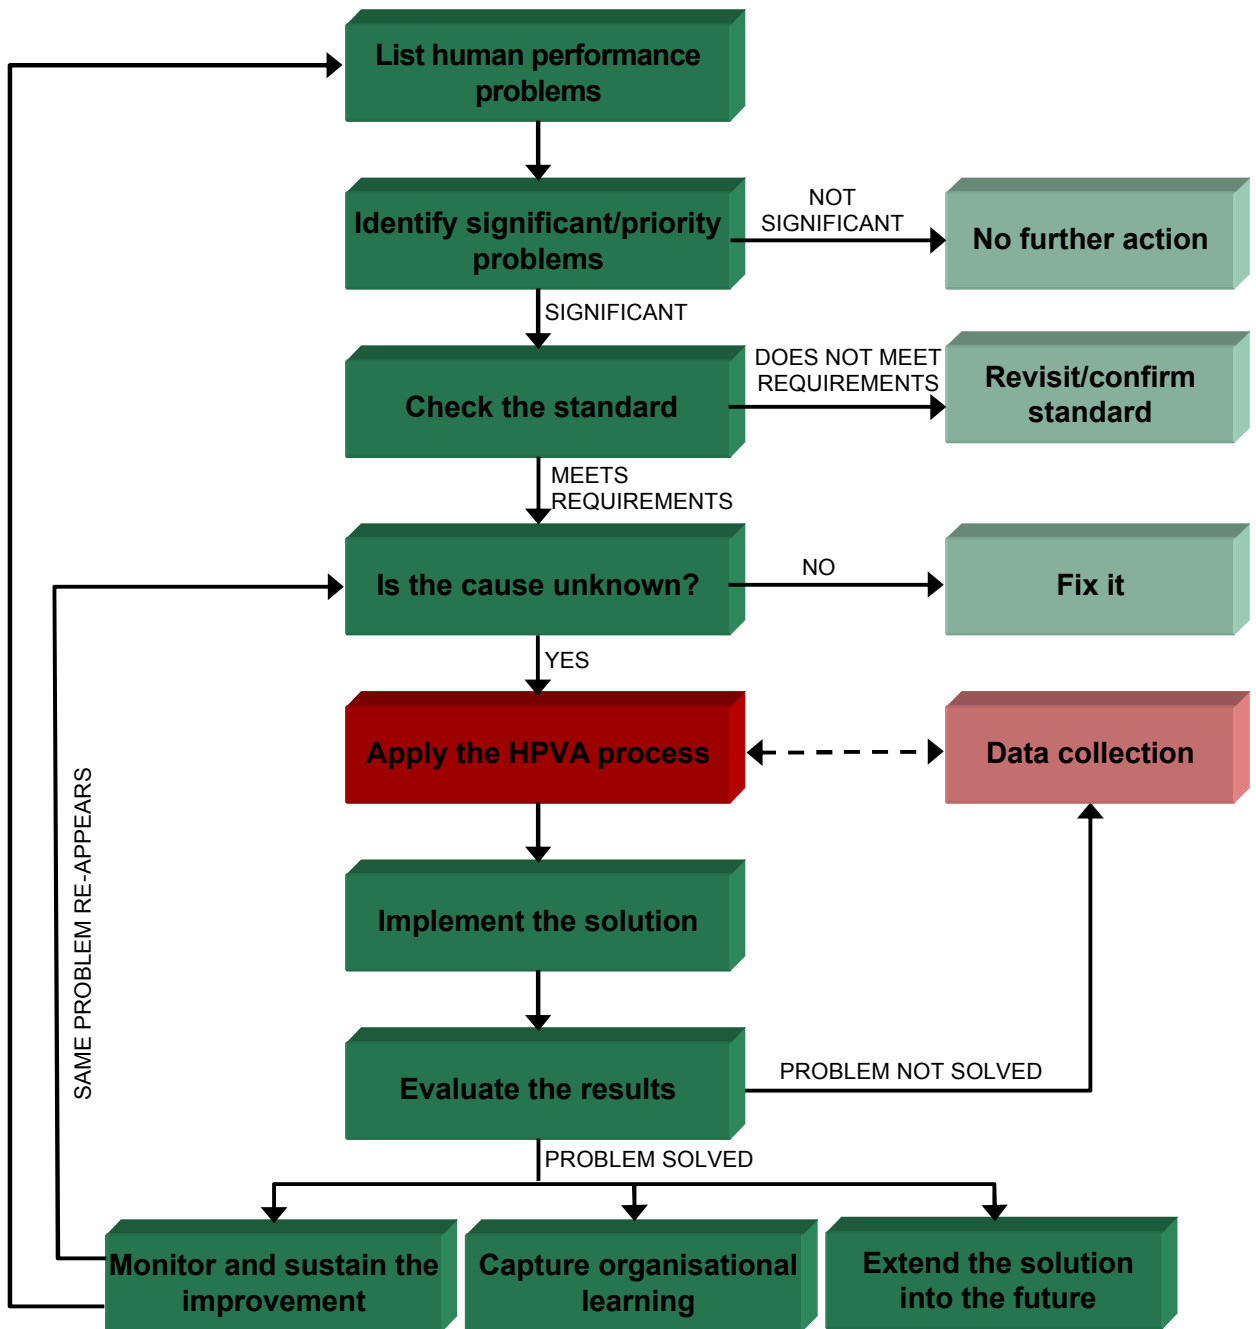 List human performance
problems
Identify significant/priority
problems
NOT
SIGNIFICANT
No further action
SIGNIFICANT
Check the standard
DOES NOT MEET
REQUIREMENTS
Revisit/confirm
standard
MEETS
REQUIREMENTS
Is the cause unknown?
NO
Fix it
YES
Apply the HPVA process
Data collection
SAME PROBLEM RE-APPEARS
Implement the solution
Evaluate the results
PROBLEM NOT SOLVED
PROBLEM SOLVED
Monitor and sustain the
improvement
Capture organisational
learning
Extend the solution
into the future